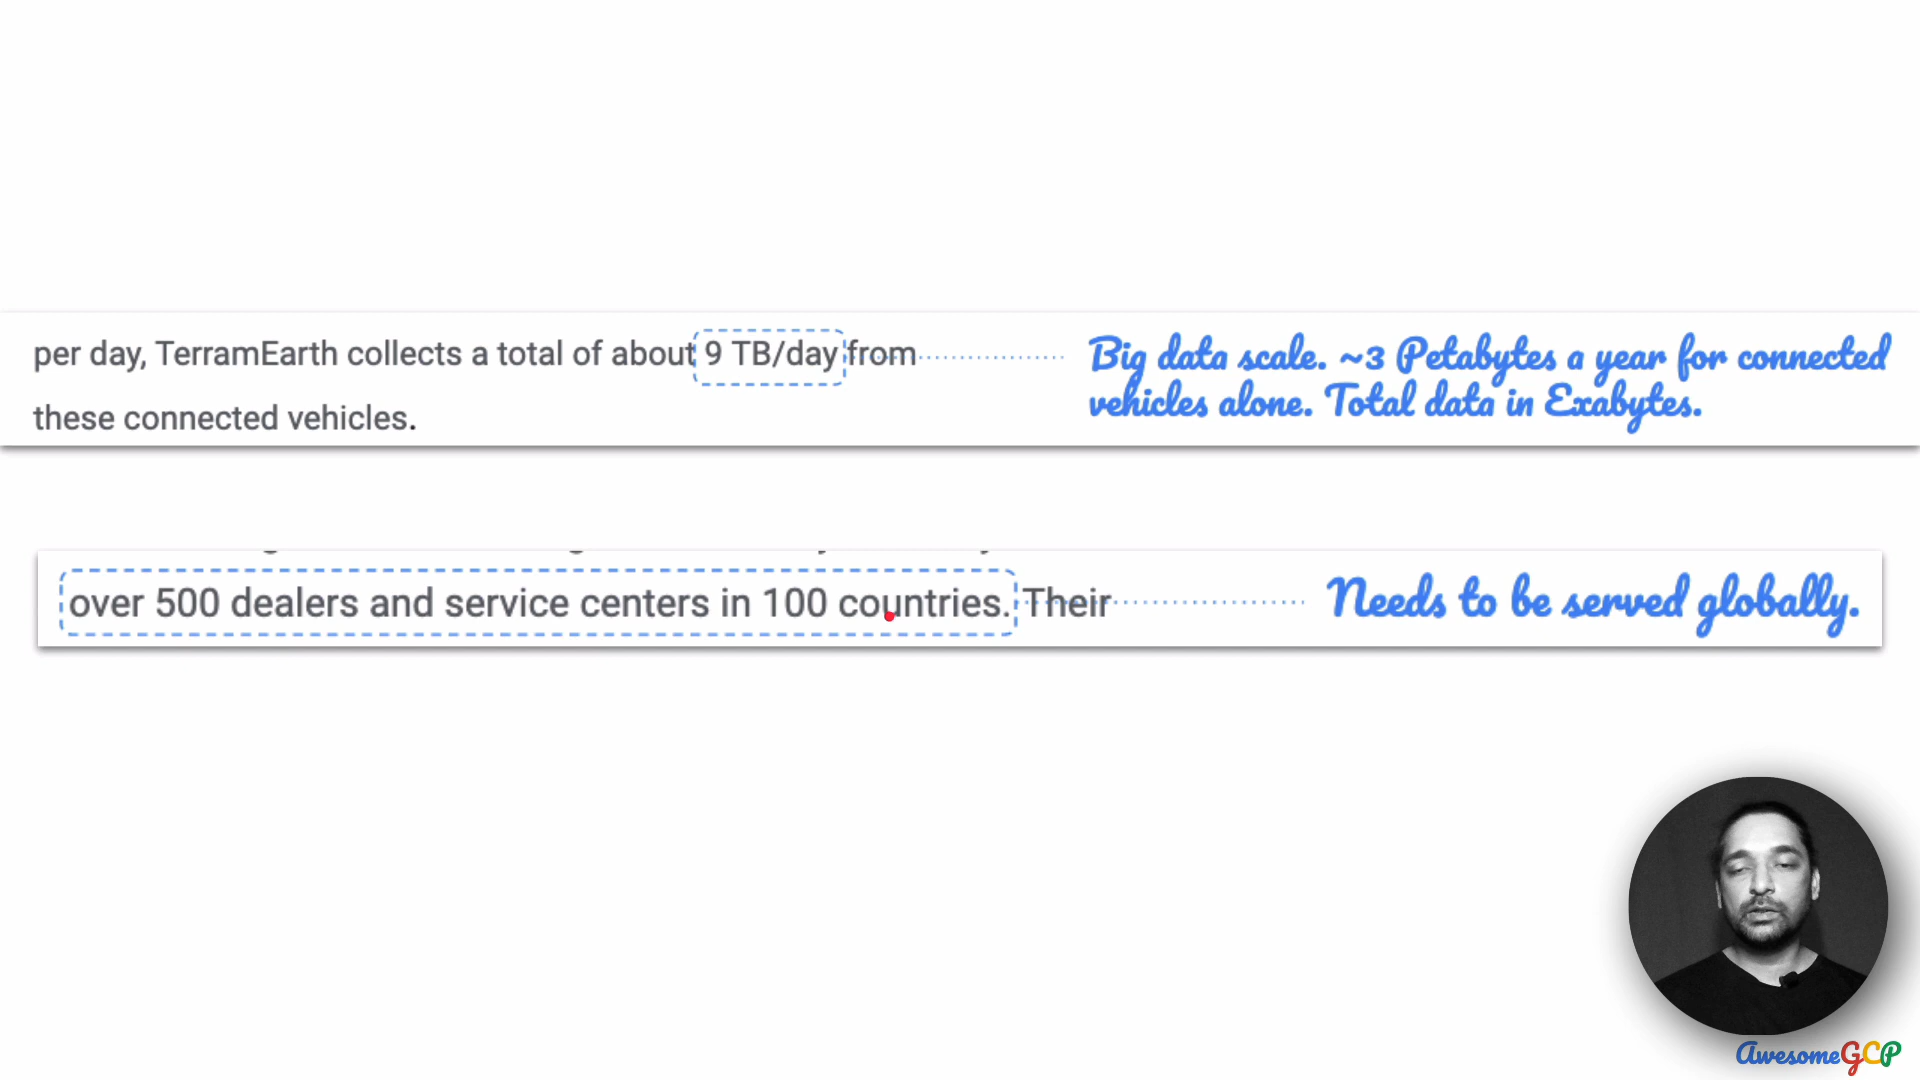 per day, TerramEarth collects a total of about 9 TB/day from
these connected vehicles.
Big data scale. ~3 Petabytes a year for connected
vehicles alone. Total data in Exabytes.
over 500 dealers and service centers in 100 countries. Their
Needs to be served globally.
AwesomeGCP